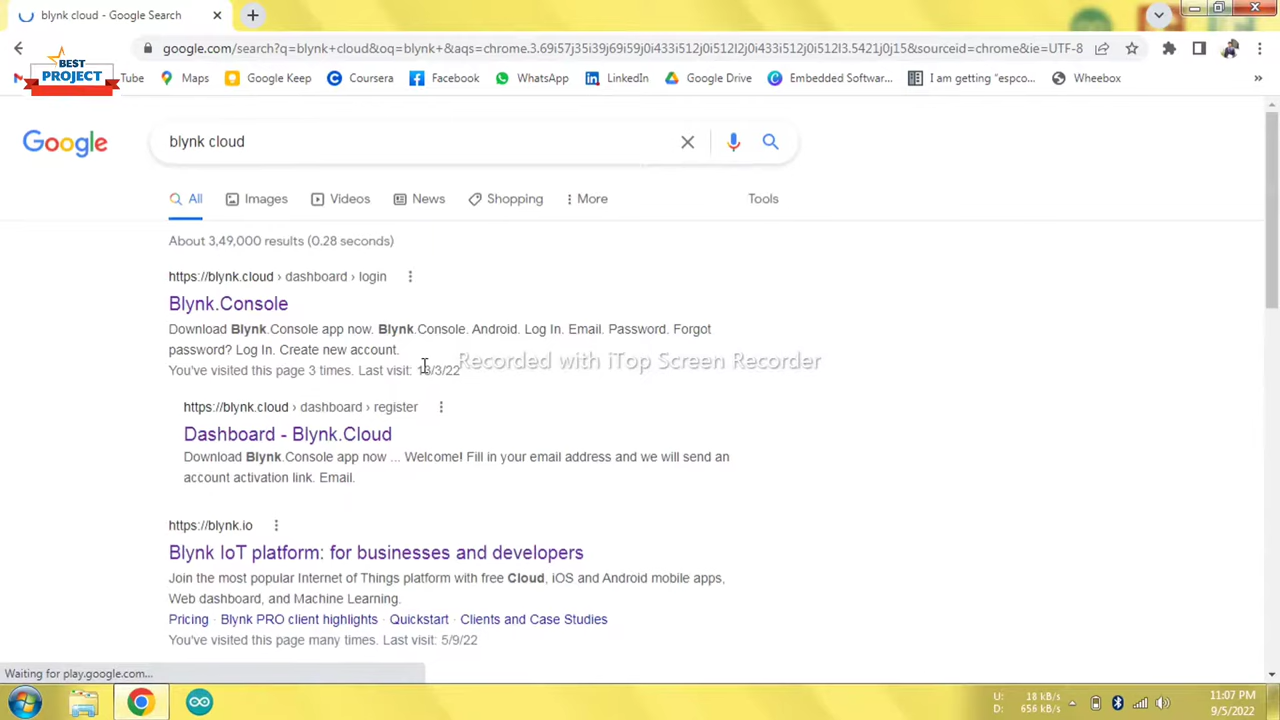 blynk cloud - Google Search
google.com/search?q=blynk+cloud&oq=blynk+&aqs=chrome.3.69i57j35i39j69i59j0i433i512j0i512l2j0i433i512j0i512l3.5421j0j15&sourceid=chrome&ie=UTF-8
BEST
PROJECT
Tube Maps Google Keep Coursera Facebook WhatsApp LinkedIn Google Drive Embedded Softwar... I am getting "espco... Wheebox »
Google
blynk cloud
All Images Videos News Shopping More Tools
About 3,49,000 results (0.28 seconds)
https://blynk.cloud › dashboard › login
Blynk.Console
Download Blynk.Console app now. Blynk.Console. Android. Log In. Email. Password. Forgot
password? Log In. Create new account.
Recorded with iTop Screen Recorder
You've visited this page 3 times. Last visit: 13/3/22
https://blynk.cloud › dashboard › register
Dashboard - Blynk.Cloud
Download Blynk.Console app now ... Welcome! Fill in your email address and we will send an
account activation link. Email.
https://blynk.io
Blynk IoT platform: for businesses and developers
Join the most popular Internet of Things platform with free Cloud, iOS and Android mobile apps,
Web dashboard, and Machine Learning.
Pricing · Blynk PRO client highlights · Quickstart · Clients and Case Studies
You've visited this page many times. Last visit: 5/9/22
Waiting for play.google.com...
U: 18 kB/s
D: 656 kB/s
11:07 PM
9/5/2022